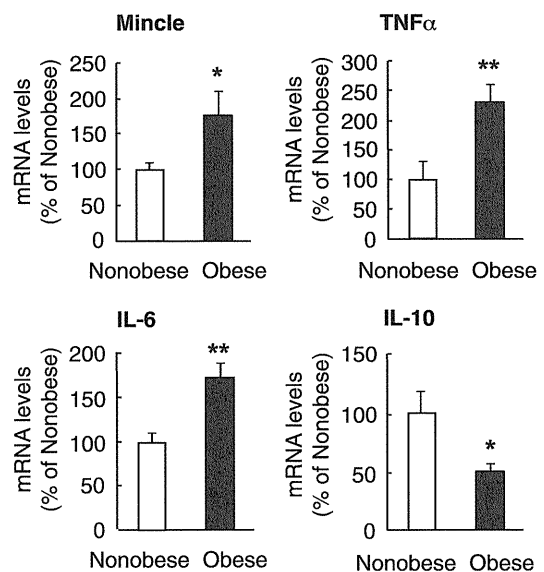 Mincle
mRNA levels
(% of Nonobese)
250
200
150
100
50
0
*
Nonobese Obese
TNFα
mRNA levels
(% of Nonobese)
300
250
200
150
100
50
0
**
Nonobese Obese
IL-6
mRNA levels
(% of Nonobese)
200
150
100
50
0
**
Nonobese Obese
IL-10
mRNA levels
(% of Nonobese)
150
100
50
0
*
Nonobese Obese